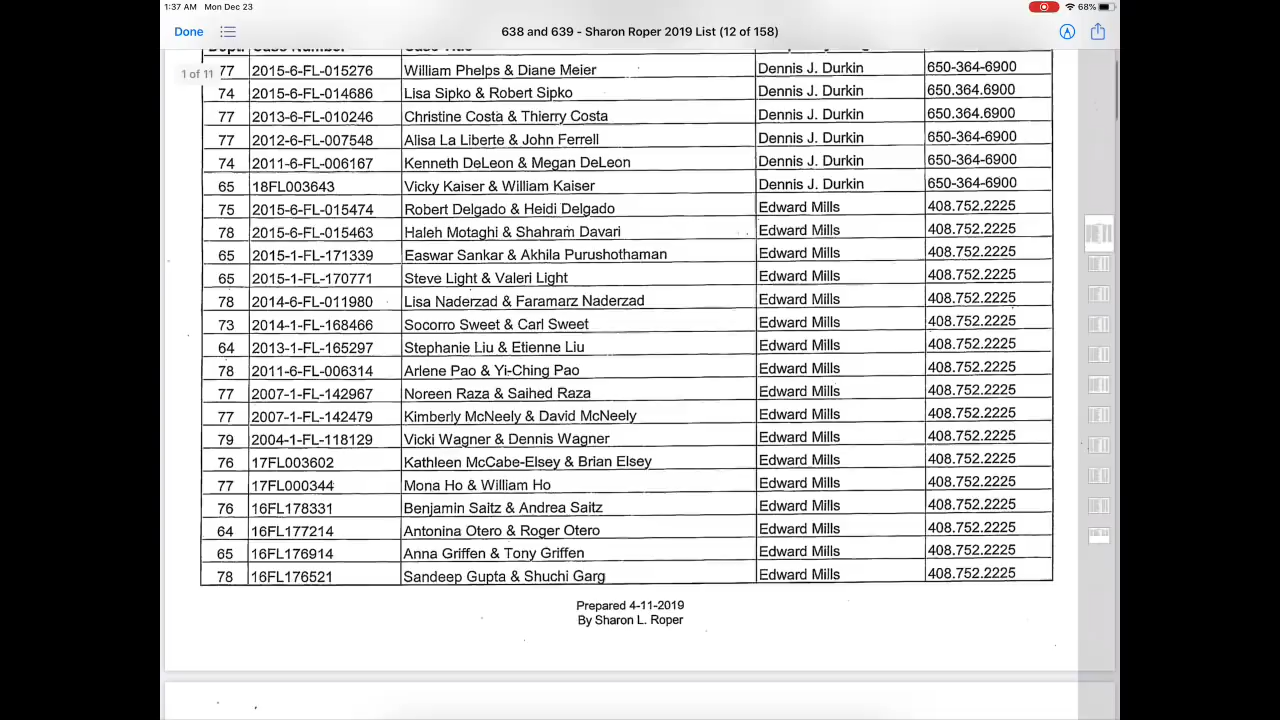 1:37 AM Mon Dec 23 68%
Done 638 and 639 - Sharon Roper 2019 List (12 of 158)
1 of 11
77 2015-6-FL-015276 William Phelps & Diane Meier Dennis J. Durkin 650-364-6900
74 2015-6-FL-014686 Lisa Sipko & Robert Sipko Dennis J. Durkin 650.364.6900
77 2013-6-FL-010246 Christine Costa & Thierry Costa Dennis J. Durkin 650.364.6900
77 2012-6-FL-007548 Alisa La Liberte & John Ferrell Dennis J. Durkin 650-364-6900
74 2011-6-FL-006167 Kenneth DeLeon & Megan DeLeon Dennis J. Durkin 650-364-6900
65 18FL003643 Vicky Kaiser & William Kaiser Dennis J. Durkin 650-364-6900
75 2015-6-FL-015474 Robert Delgado & Heidi Delgado Edward Mills 408.752.2225
78 2015-6-FL-015463 Haleh Motaghi & Shahram Davari Edward Mills 408.752.2225
65 2015-1-FL-171339 Easwar Sankar & Akhila Purushothaman Edward Mills 408.752.2225
65 2015-1-FL-170771 Steve Light & Valeri Light Edward Mills 408.752.2225
78 2014-6-FL-011980 Lisa Naderzad & Faramarz Naderzad Edward Mills 408.752.2225
73 2014-1-FL-168466 Socorro Sweet & Carl Sweet Edward Mills 408.752.2225
64 2013-1-FL-165297 Stephanie Liu & Etienne Liu Edward Mills 408.752.2225
78 2011-6-FL-006314 Arlene Pao & Yi-Ching Pao Edward Mills 408.752.2225
77 2007-1-FL-142967 Noreen Raza & Saihed Raza Edward Mills 408.752.2225
77 2007-1-FL-142479 Kimberly McNeely & David McNeely Edward Mills 408.752.2225
79 2004-1-FL-118129 Vicki Wagner & Dennis Wagner Edward Mills 408.752.2225
76 17FL003602 Kathleen McCabe-Elsey & Brian Elsey Edward Mills 408.752.2225
77 17FL000344 Mona Ho & William Ho Edward Mills 408.752.2225
76 16FL178331 Benjamin Saitz & Andrea Saitz Edward Mills 408.752.2225
64 16FL177214 Antonina Otero & Roger Otero Edward Mills 408.752.2225
65 16FL176914 Anna Griffen & Tony Griffen Edward Mills 408.752.2225
78 16FL176521 Sandeep Gupta & Shuchi Garg Edward Mills 408.752.2225
Prepared 4-11-2019
By Sharon L. Roper